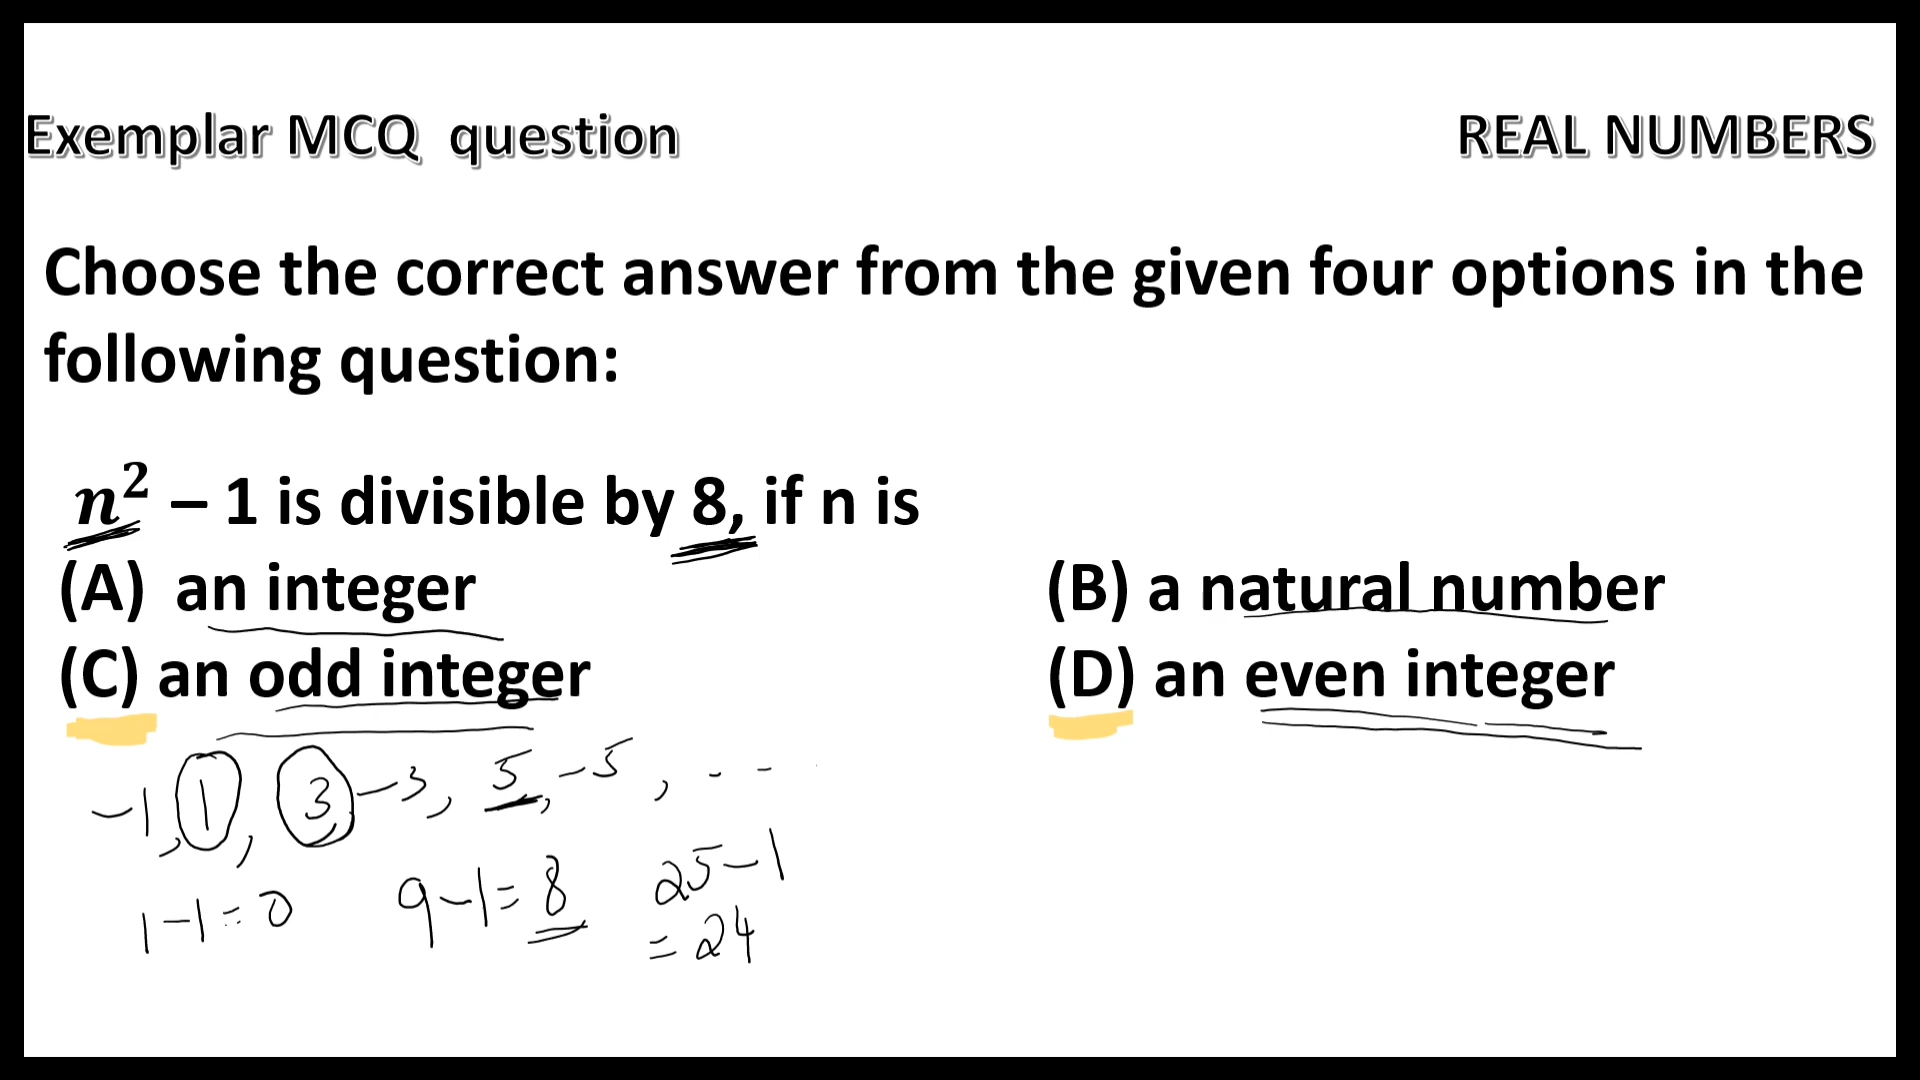 Exemplar MCQ question REAL NUMBERS
Choose the correct answer from the given four options in the
following question:
n² – 1 is divisible by 8, if n is
(A) an integer (B) a natural number
(C) an odd integer (D) an even integer
-1, 1, 3, -3, 5, -5, . - -
1-1=0 9-1=8 25-1
=24